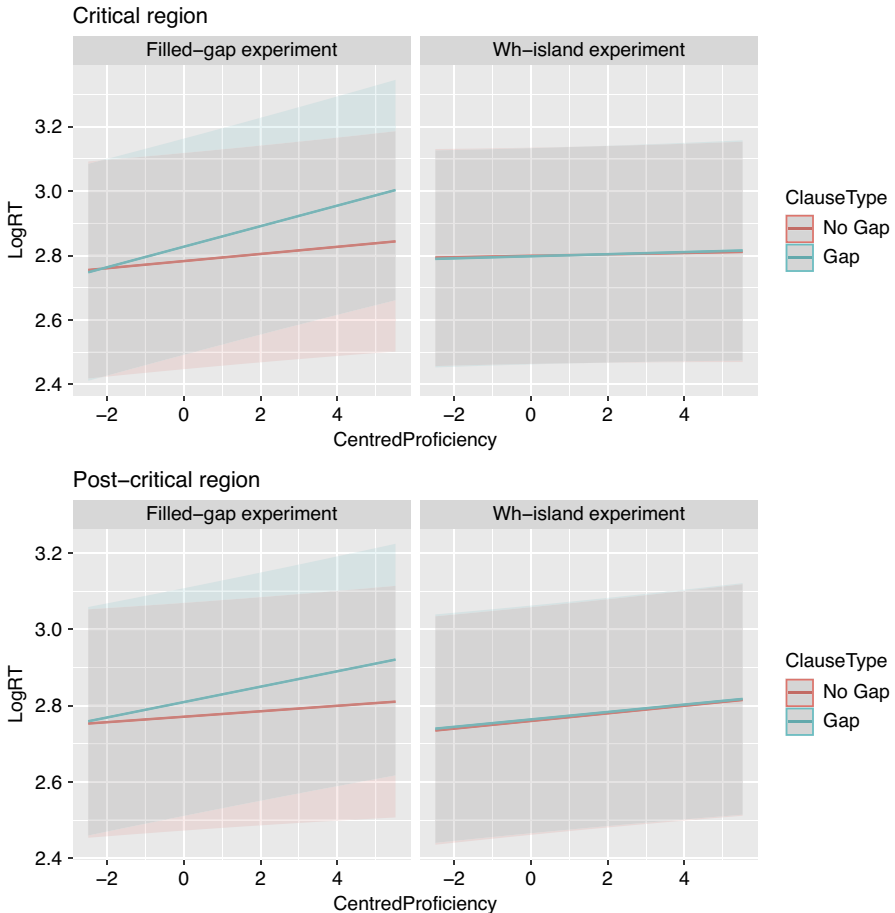 Critical region
Filled−gap experiment
Wh−island experiment
LogRT
3.2
3.0
2.8
2.6
2.4
−2 0 2 4
−2 0 2 4
CentredProficiency
ClauseType
No Gap
Gap
Post−critical region
Filled−gap experiment
Wh−island experiment
LogRT
3.2
3.0
2.8
2.6
2.4
−2 0 2 4
−2 0 2 4
CentredProficiency
ClauseType
No Gap
Gap